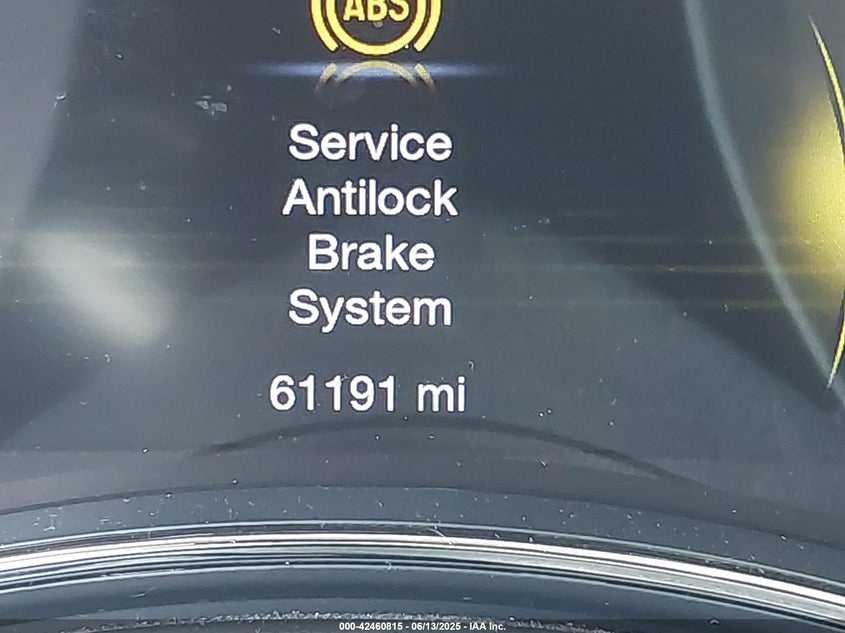 ABS
Service
Antilock
Brake
System
61191 mi
000-42460815 - 06/13/2025 - IAA Inc.